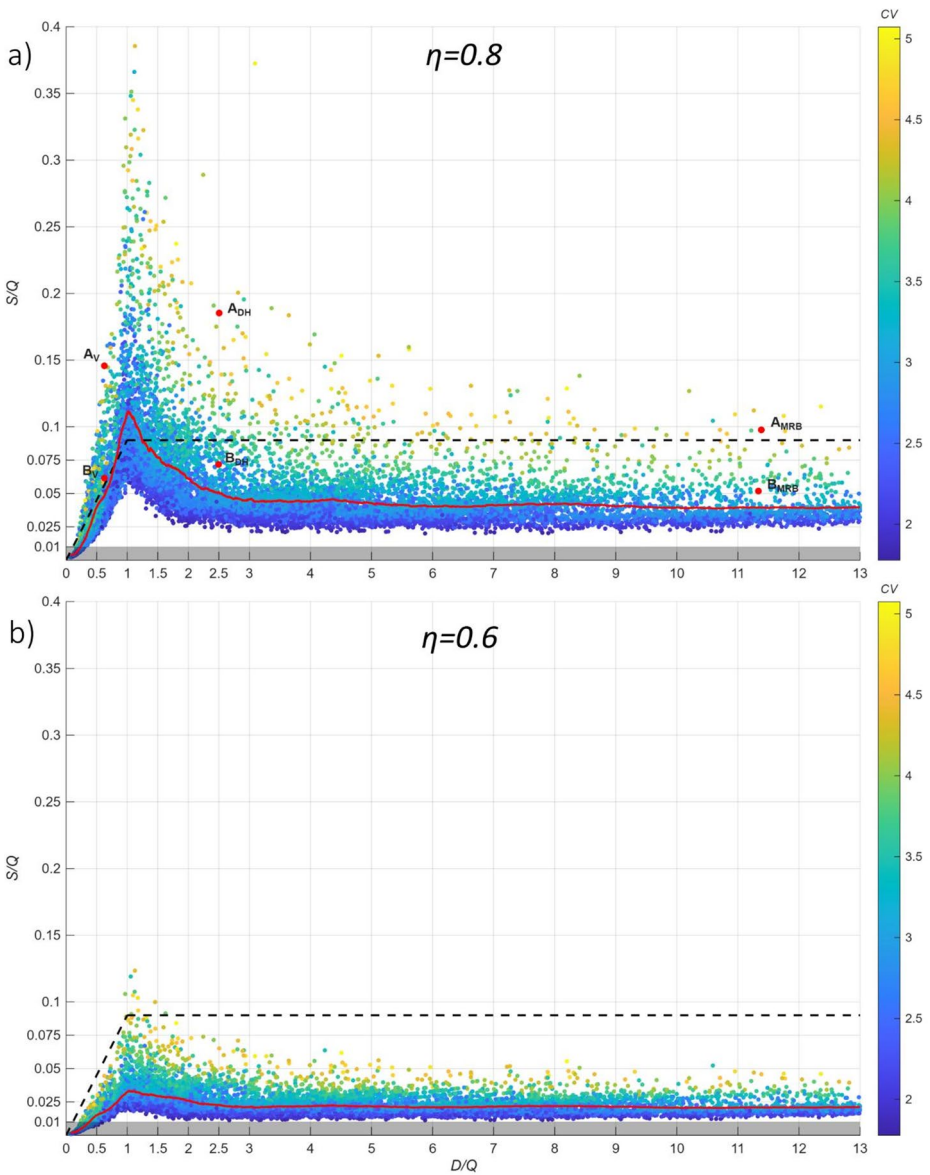 a)
η=0.8
CV
0.4
0.35
0.3
0.25
0.2
0.15
0.1
0.075
0.05
0.025
0.01
S/Q
A_V
B_V
A_DH
B_DH
A_MRB
B_MRB
0 0.5 1 1.5 2 2.5 3 4 5 6 7 8 9 10 11 12 13
5
4.5
4
3.5
3
2.5
2
b)
η=0.6
CV
0.4
0.35
0.3
0.25
0.2
0.15
0.1
0.075
0.05
0.025
0.01
S/Q
0 0.5 1 1.5 2 2.5 3 4 5 6 7 8 9 10 11 12 13
D/Q
5
4.5
4
3.5
3
2.5
2